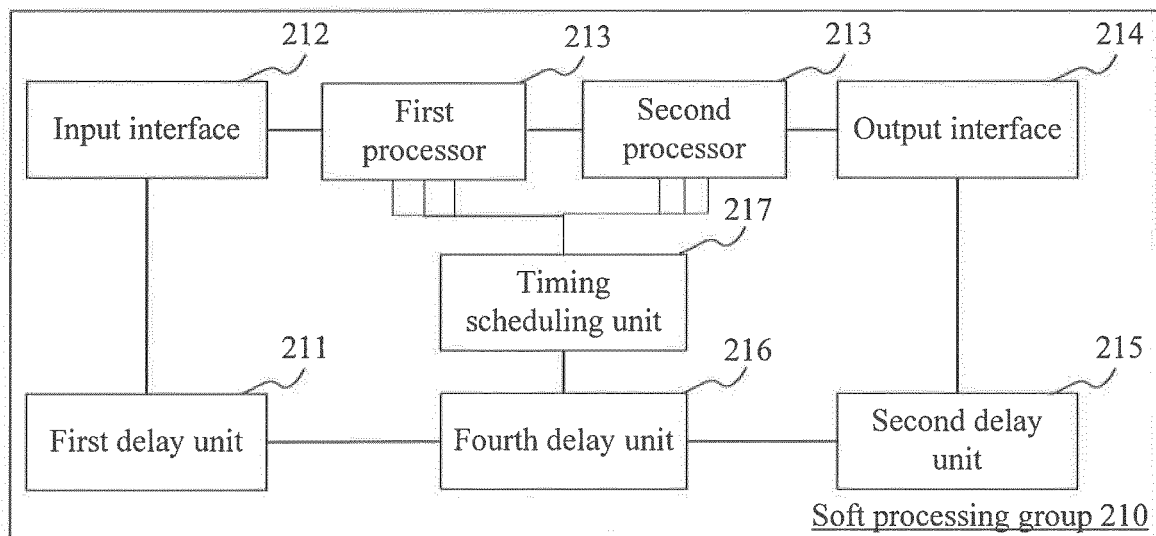 212
213
213
214
Input interface
First
processor
Second
processor
Output interface
217
Timing
scheduling unit
211
216
215
First delay unit
Fourth delay unit
Second delay
unit
Soft processing group 210